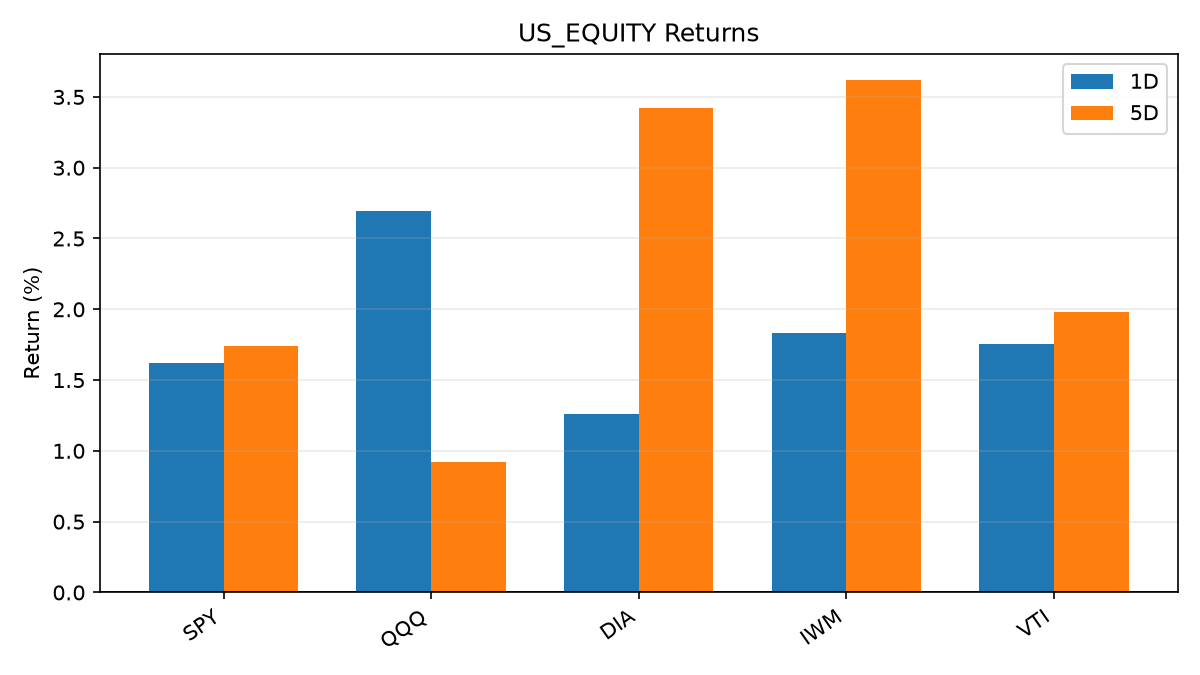 US_EQUITY Returns
1D
5D
Return (%)
3.5
3.0
2.5
2.0
1.5
1.0
0.5
0.0
SPY
QQQ
DIA
IWM
VTI